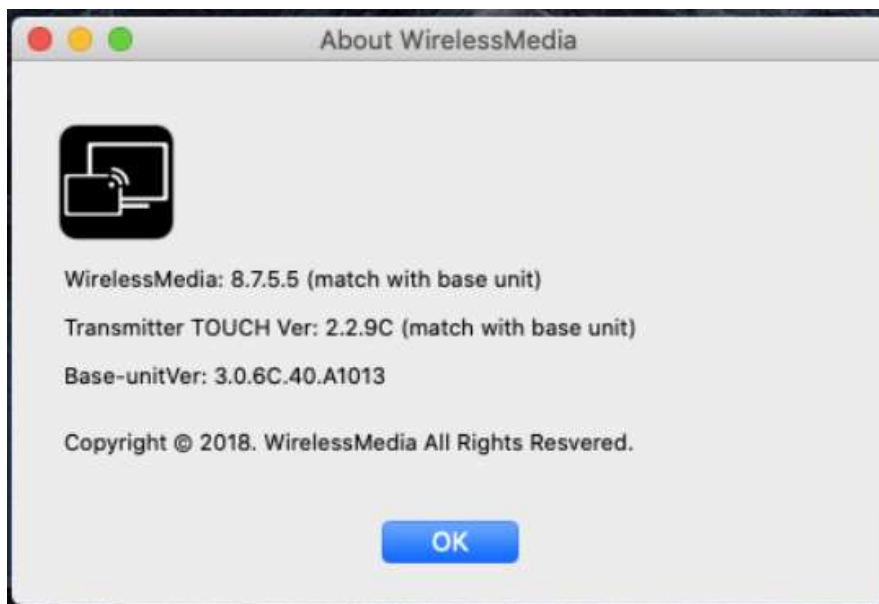 About WirelessMedia
WirelessMedia: 8.7.5.5 (match with base unit)
Transmitter TOUCH Ver: 2.2.9C (match with base unit)
Base-unitVer: 3.0.6C.40.A1013
Copyright © 2018. WirelessMedia All Rights Resvered.
OK